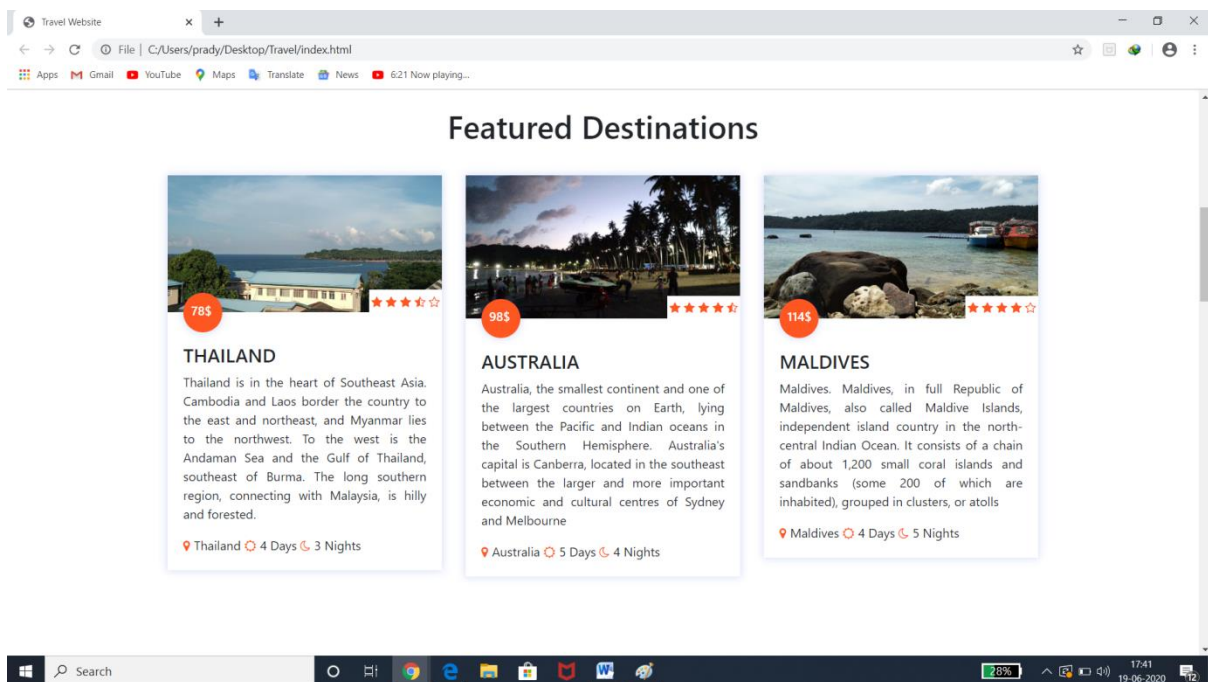 Travel Website
File | C:/Users/prady/Desktop/Travel/index.html
Apps Gmail YouTube Maps Translate News 6:21 Now playing...
Featured Destinations
78$
THAILAND
Thailand is in the heart of Southeast Asia.
Cambodia and Laos border the country to
the east and northeast, and Myanmar lies
to the northwest. To the west is the
Andaman Sea and the Gulf of Thailand,
southeast of Burma. The long southern
region, connecting with Malaysia, is hilly
and forested.
Thailand 4 Days 3 Nights
98$
AUSTRALIA
Australia, the smallest continent and one of
the largest countries on Earth, lying
between the Pacific and Indian oceans in
the Southern Hemisphere. Australia's
capital is Canberra, located in the southeast
between the larger and more important
economic and cultural centres of Sydney
and Melbourne
Australia 5 Days 4 Nights
114$
MALDIVES
Maldives. Maldives, in full Republic of
Maldives, also called Maldive Islands,
independent island country in the north-
central Indian Ocean. It consists of a chain
of about 1,200 small coral islands and
sandbanks (some 200 of which are
inhabited), grouped in clusters, or atolls
Maldives 4 Days 5 Nights
Search
28%
17:41
19-06-2020
12